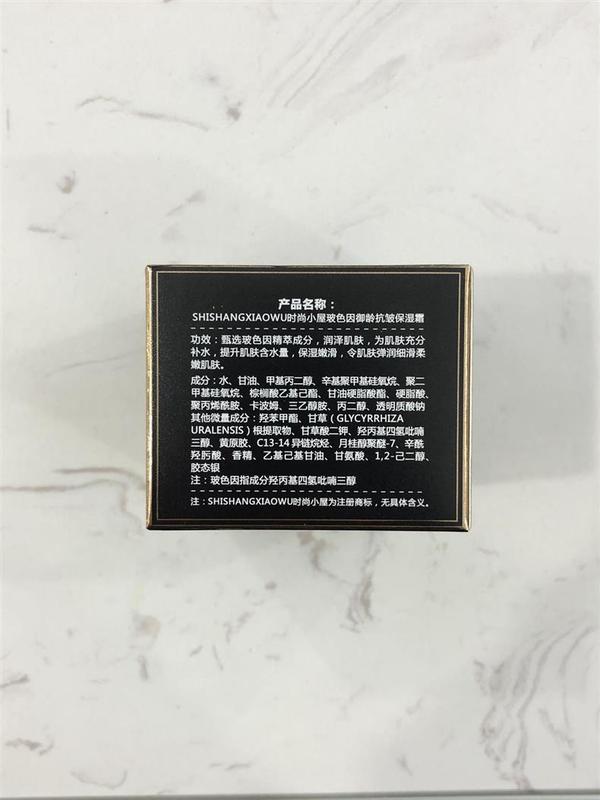 产品名称：
SHISHANGXIAOWU时尚小屋玻色因御龄抗皱保湿霜
功效：甄选玻色因精萃成分，润泽肌肤，为肌肤充分
补水，提升肌肤含水量，保湿嫩滑，令肌肤弹润细滑柔
嫩肌肤。
成分：水、甘油、甲基丙二醇、辛基聚甲基硅氧烷、聚二
甲基硅氧烷、棕榈酸乙基己酯、甘油硬脂酸酯、硬脂酸、
聚丙烯酰胺、卡波姆、三乙醇胺、丙二醇、透明质酸钠
其他微量成分：羟苯甲酯、甘草（GLYCYRRHIZA
URALENSIS）根提取物、甘草酸二钾、羟丙基四氢吡喃
三醇、黄原胶、C13-14 异链烷烃、月桂醇聚醚-7、辛酰
羟肟酸、香精、乙基己基甘油、甘氨酸、1,2-己二醇、
胶态银
注：玻色因指成分羟丙基四氢吡喃三醇
注：SHISHANGXIAOWU时尚小屋为注册商标，无具体含义。